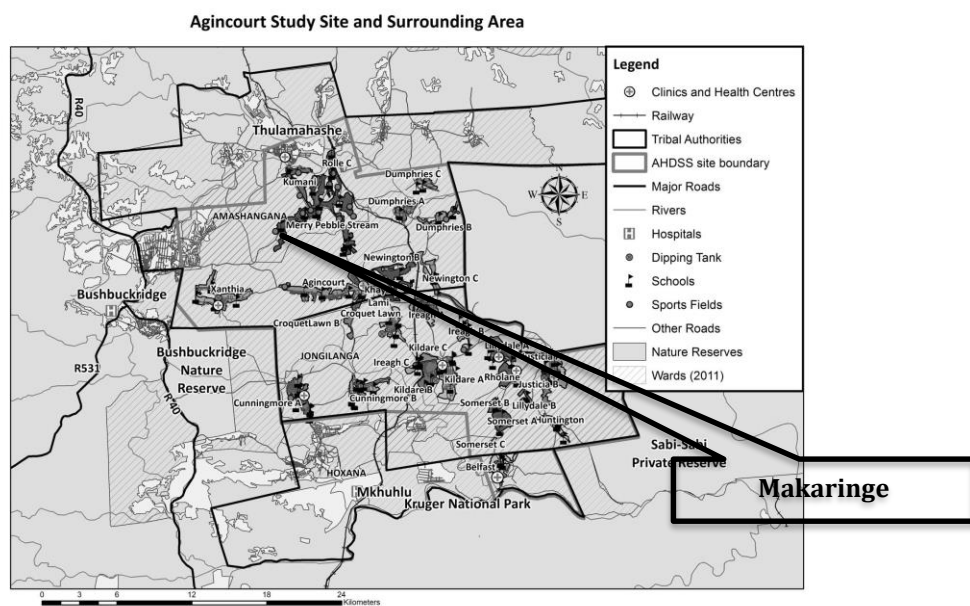 Agincourt Study Site and Surrounding Area
Legend
Clinics and Health Centres
Railway
Tribal Authorities
AHDSS site boundary
Major Roads
Rivers
H Hospitals
Dipping Tank
Schools
Sports Fields
Other Roads
Nature Reserves
Wards (2011)
N
W E
S
R40
Thulamahashe
Rolle C
Kumani
Dumphries C
Dumphries A
AMASHANGANA
Merry Pebble Stream
Dumphries B
Newington B
Newington C
Xanthia
Agincourt
Khay
Lami
Bushbuckridge
H
CroquetLawn B
Croquet Lawn
Ireagh
Ireagh B
Kildare C
Bushbuckridge
Nature
Reserve
JONGILANGA
Ireagh C
Kildare A
Rholane
R531
R40
Kildare B
Justicia B
Cunningmore A
Cunningmore B
Somerset B
Lillydale B
Somerset A
Huntington
Somerset C
Sabi-Sabi
Private Reserve
HOXANA
Belfast
Mkhuhlu
Kruger National Park
Makaringe
0 3 6 12 18 24
Kilometers